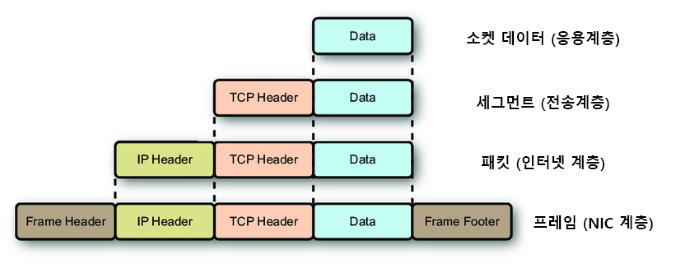 Data 소켓 데이터 (응용계층)
TCP Header Data 세그먼트 (전송계층)
IP Header TCP Header Data 패킷 (인터넷 계층)
Frame Header IP Header TCP Header Data Frame Footer 프레임 (NIC 계층)